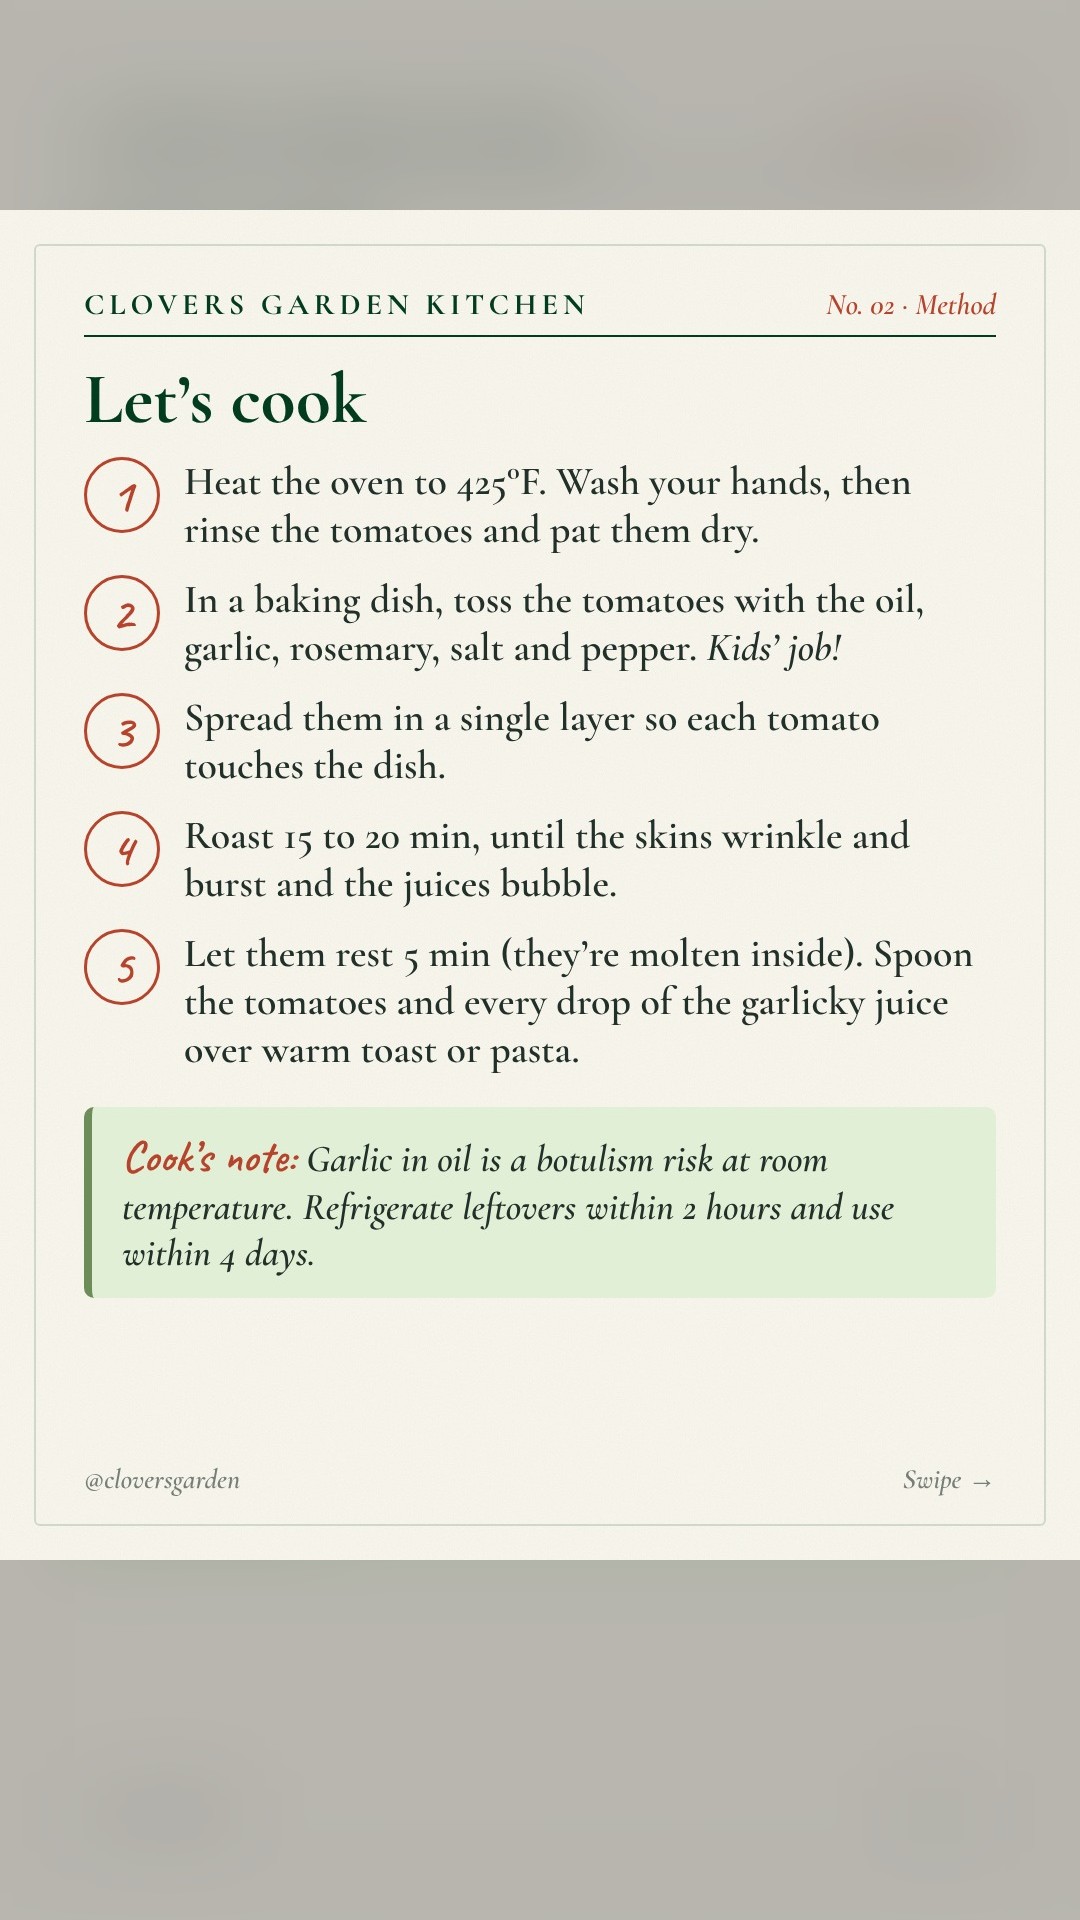 CLOVERS GARDEN KITCHEN
No. 02 · Method
Let’s cook
1 Heat the oven to 425°F. Wash your hands, then
rinse the tomatoes and pat them dry.
2 In a baking dish, toss the tomatoes with the oil,
garlic, rosemary, salt and pepper. Kids’ job!
3 Spread them in a single layer so each tomato
touches the dish.
4 Roast 15 to 20 min, until the skins wrinkle and
burst and the juices bubble.
5 Let them rest 5 min (they’re molten inside). Spoon
the tomatoes and every drop of the garlicky juice
over warm toast or pasta.
Cook’s note: Garlic in oil is a botulism risk at room
temperature. Refrigerate leftovers within 2 hours and use
within 4 days.
@cloversgarden
Swipe →